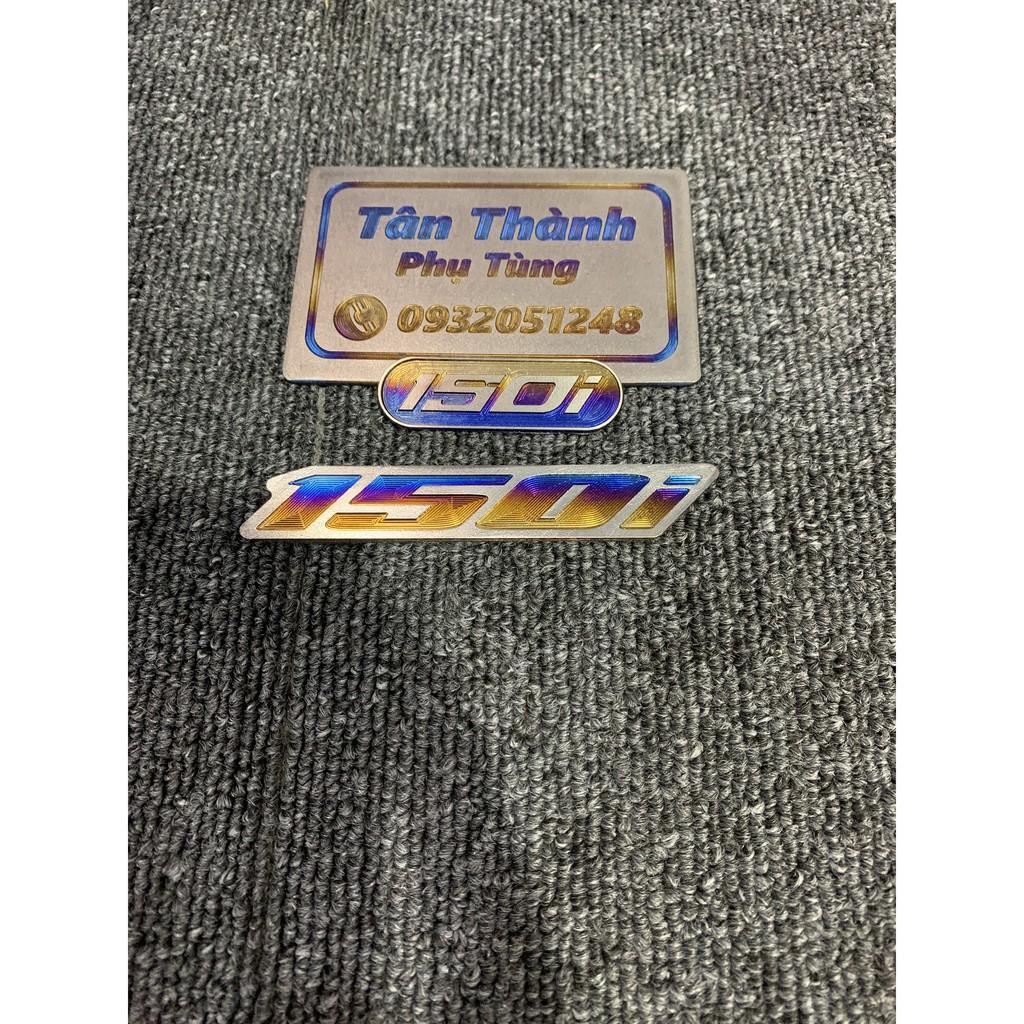 Tân Thành
Phụ Tùng
0932051248
150i
150i